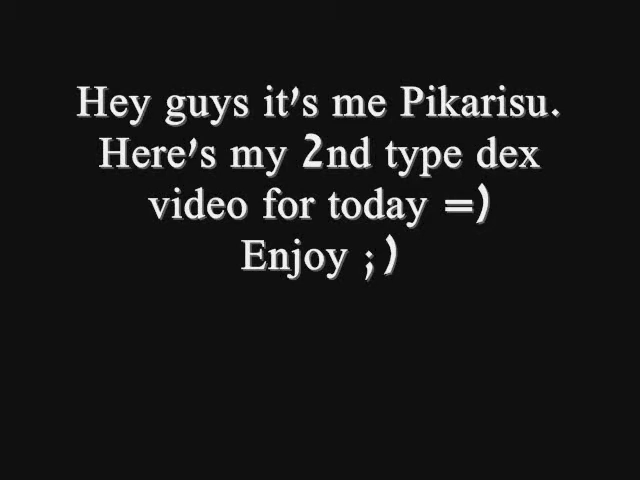 Hey guys it's me Pikarisu.
Here's my 2nd type dex
video for today =)
Enjoy ;)